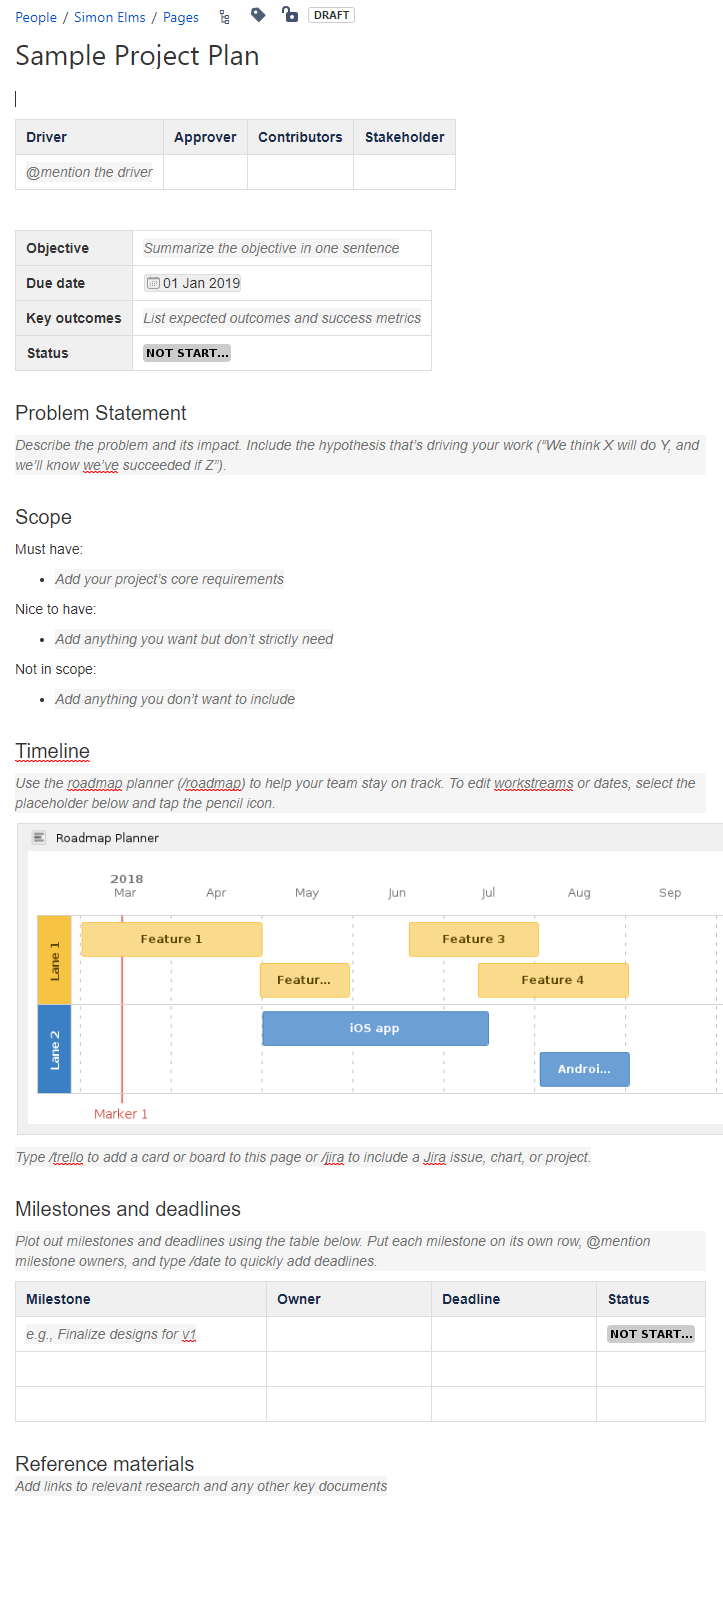 People / Simon Elms / Pages DRAFT
Sample Project Plan
Driver Approver Contributors Stakeholder
@mention the driver
Objective Summarize the objective in one sentence
Due date 01 Jan 2019
Key outcomes List expected outcomes and success metrics
Status NOT START...
Problem Statement
Describe the problem and its impact. Include the hypothesis that’s driving your work (“We think X will do Y, and
we’ll know we’ve succeeded if Z”).
Scope
Must have:
• Add your project’s core requirements
Nice to have:
• Add anything you want but don’t strictly need
Not in scope:
• Add anything you don’t want to include
Timeline
Use the roadmap planner (/roadmap) to help your team stay on track. To edit workstreams or dates, select the
placeholder below and tap the pencil icon.
Roadmap Planner
2018
Mar Apr May Jun Jul Aug Sep
Lane 1
Feature 1 Feature 3
Featur... Feature 4
Lane 2
iOS app
Androi...
Marker 1
Type /trello to add a card or board to this page or /jira to include a Jira issue, chart, or project.
Milestones and deadlines
Plot out milestones and deadlines using the table below. Put each milestone on its own row, @mention
milestone owners, and type /date to quickly add deadlines.
Milestone Owner Deadline Status
e.g., Finalize designs for v1 NOT START...
Reference materials
Add links to relevant research and any other key documents